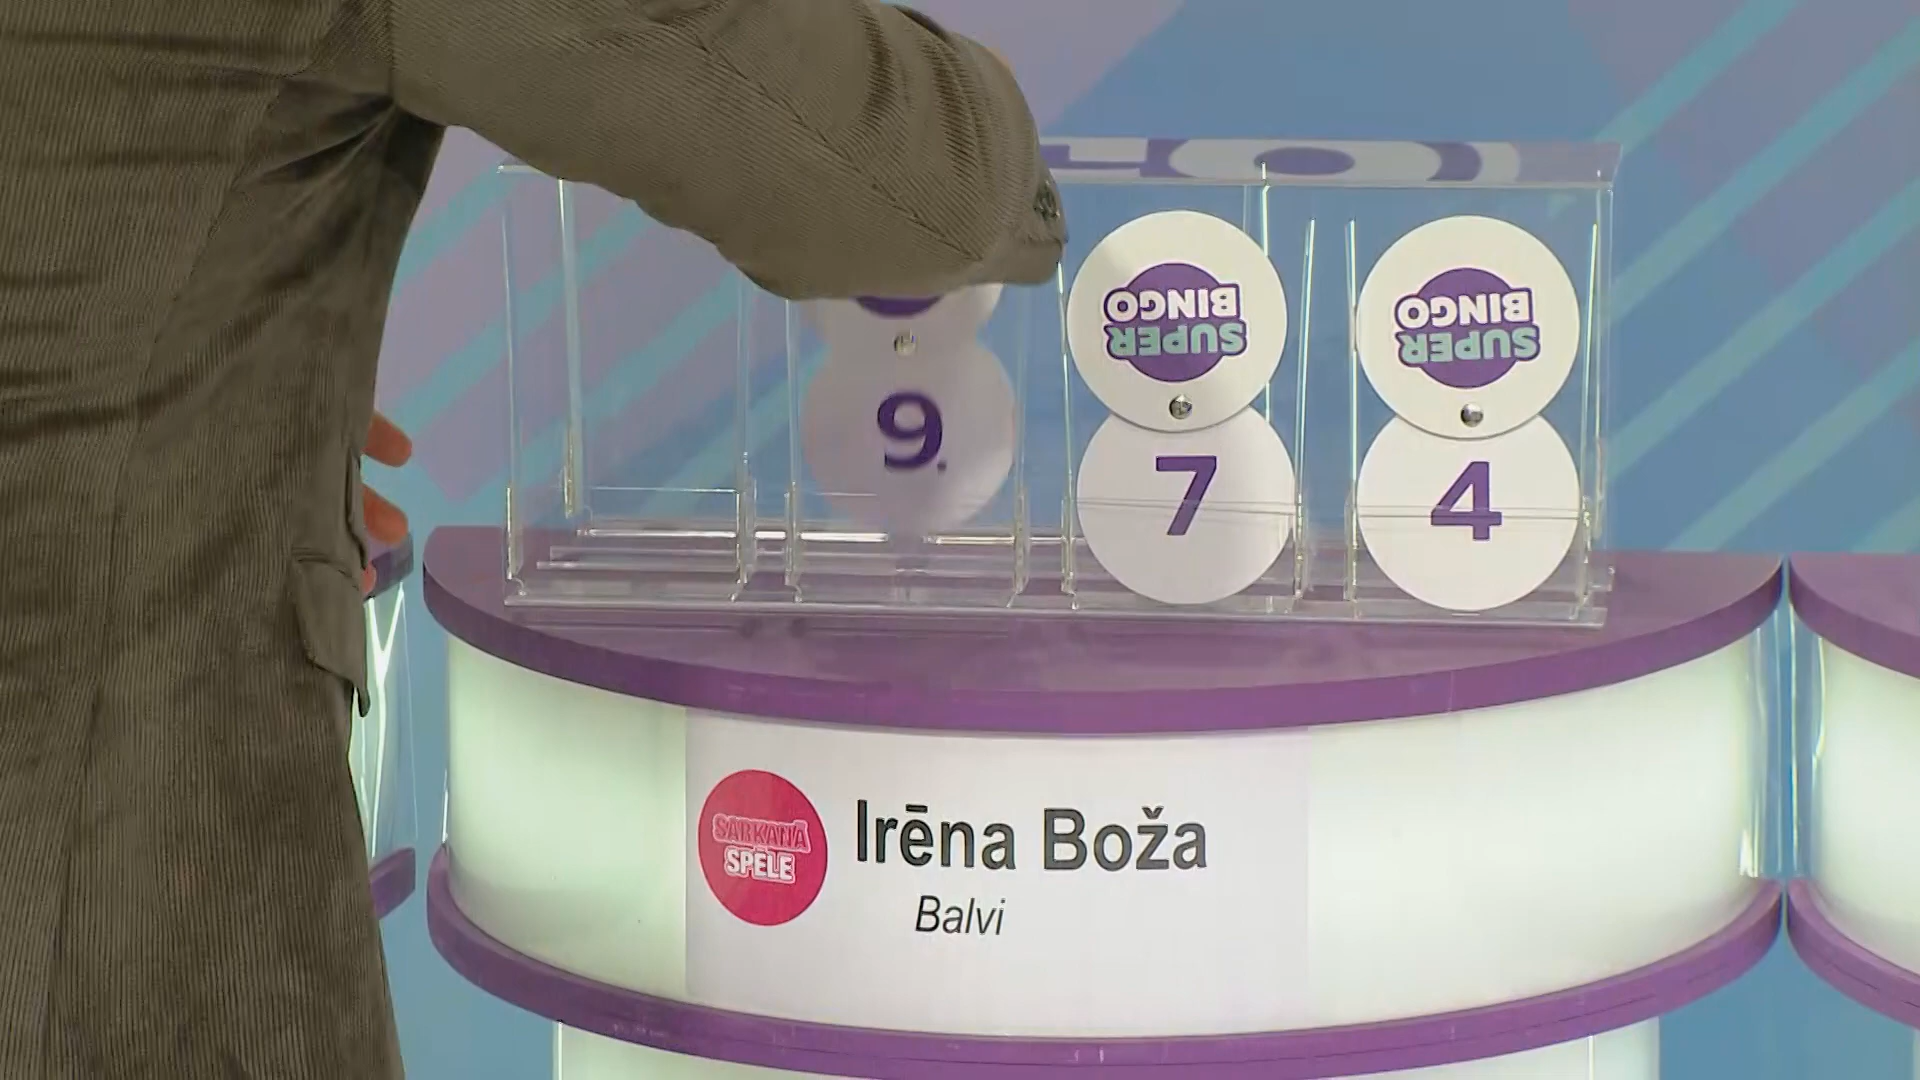 BINGO
SUPER
BINGO
SUPER
9.
7
4
SARKANĀ
SPĒLE
Irēna Boža
Balvi